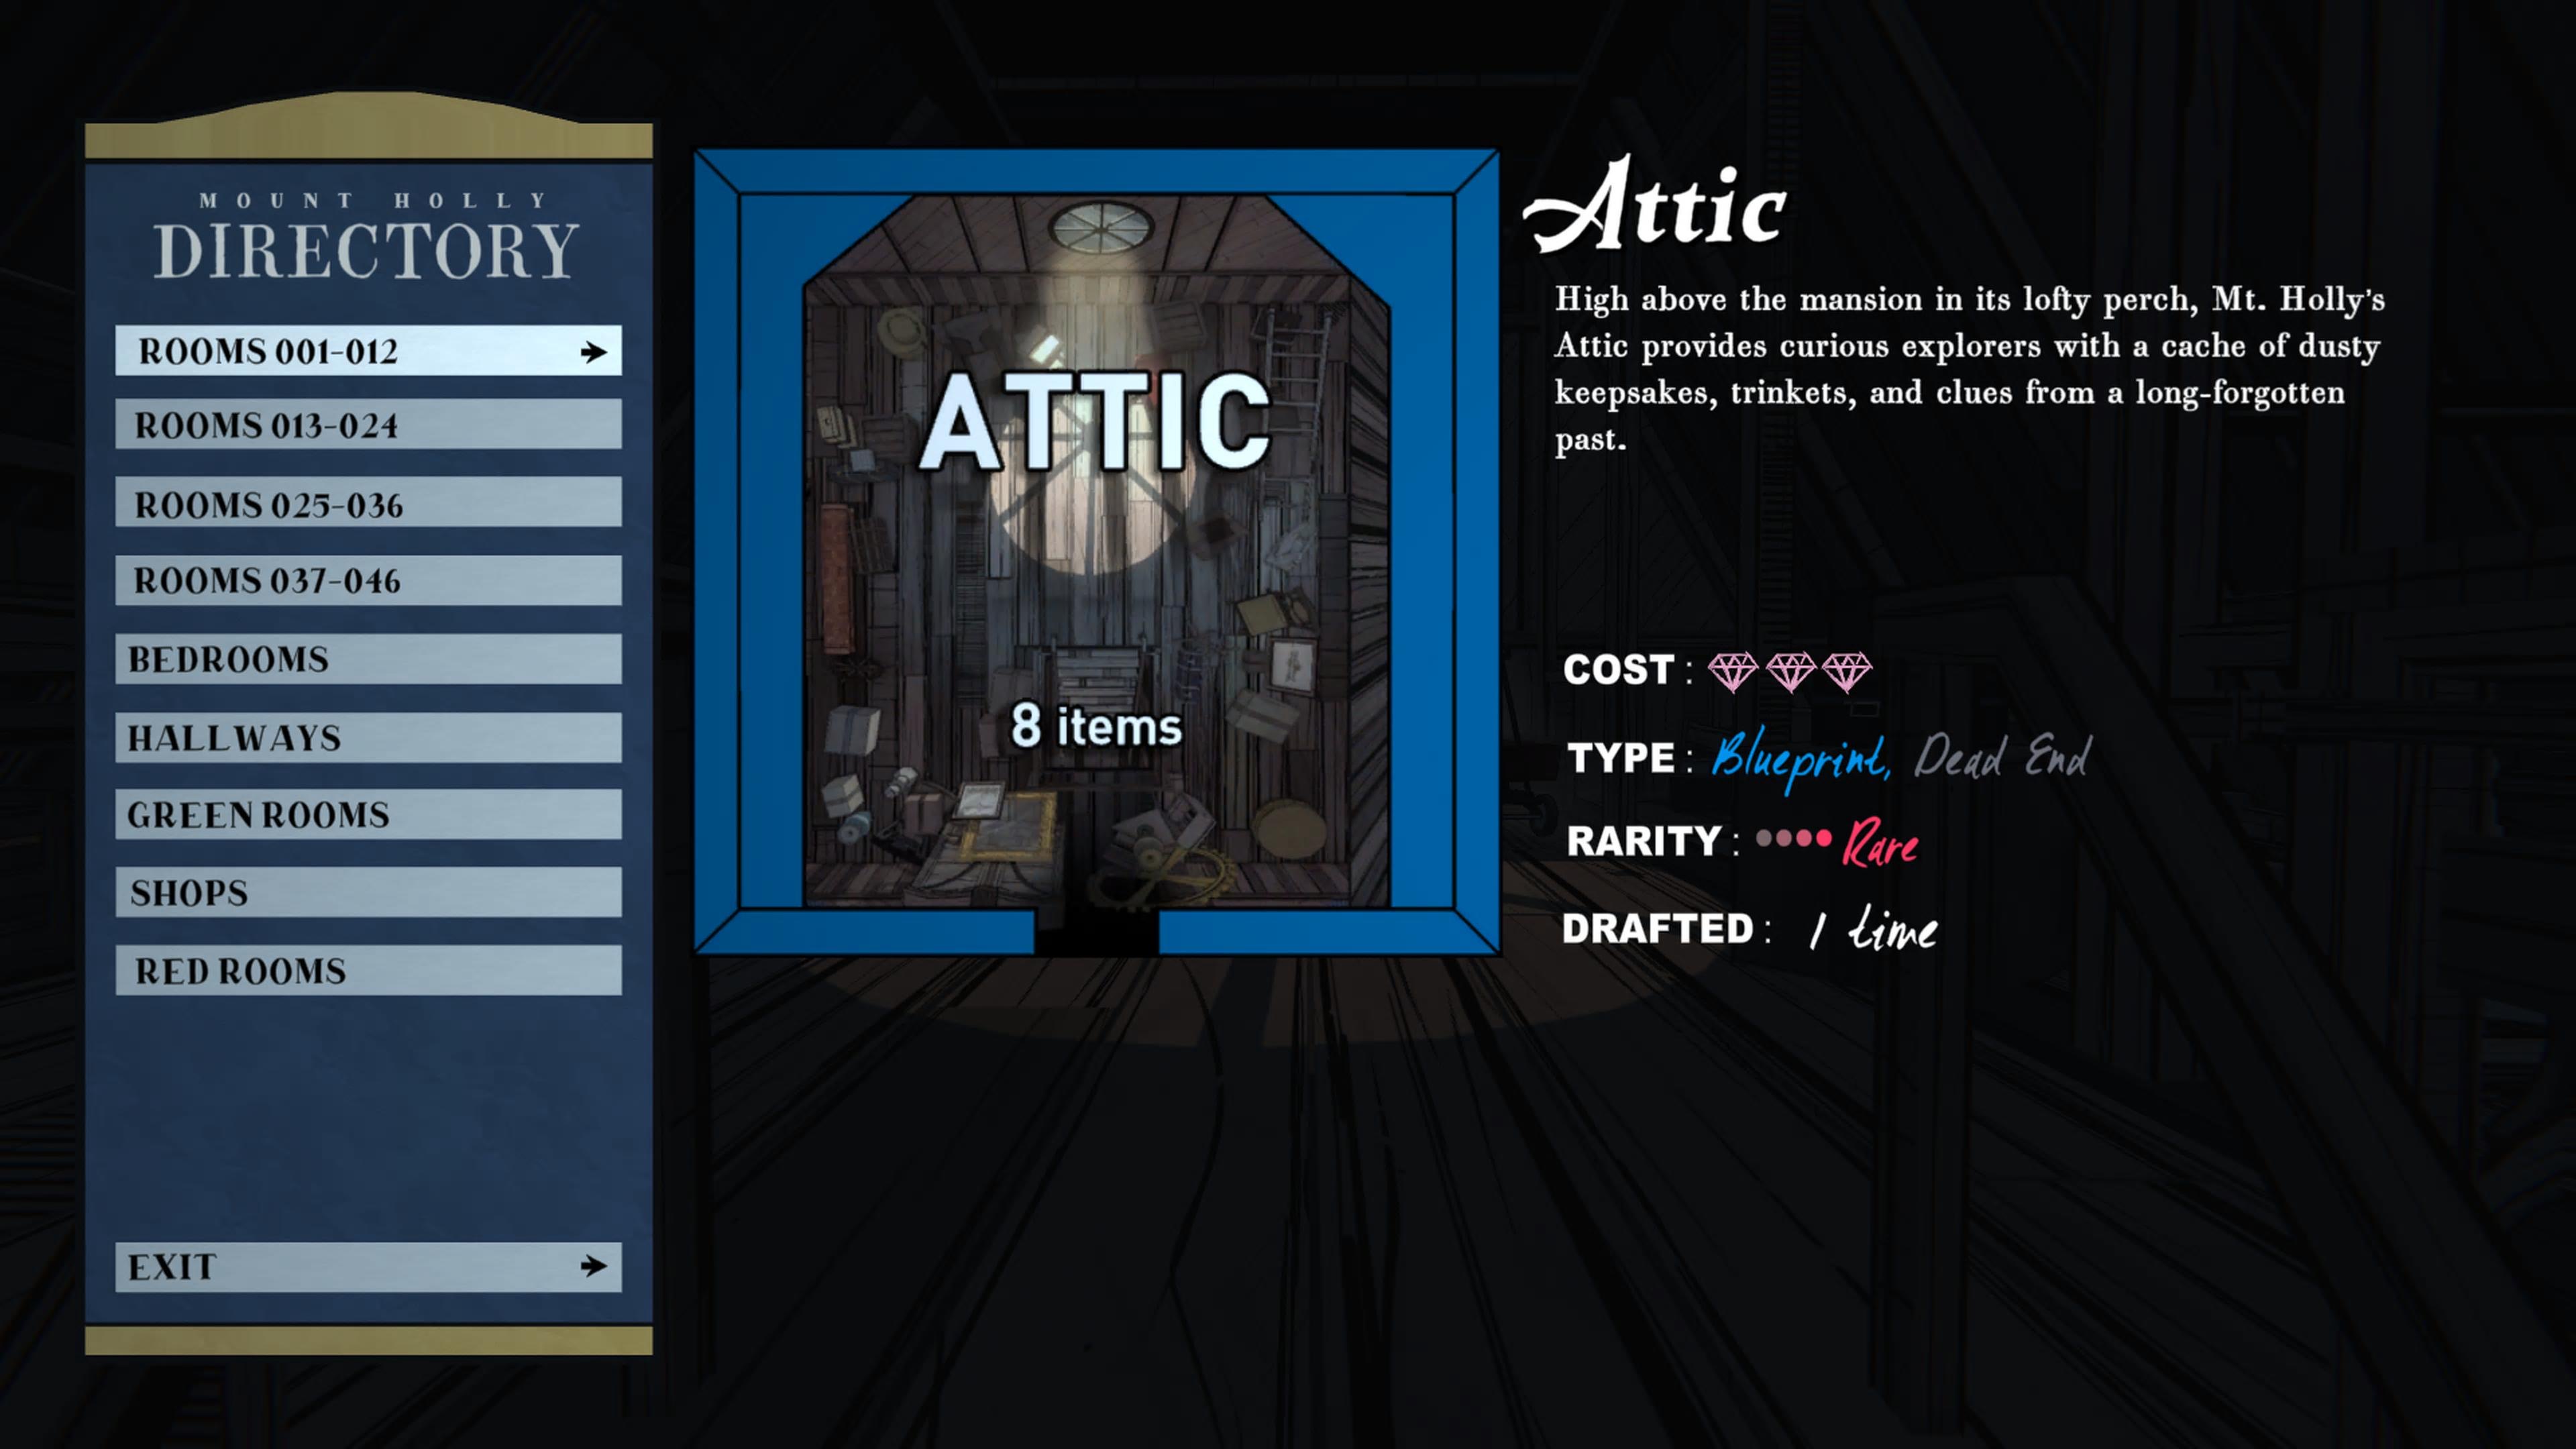 MOUNT HOLLY
DIRECTORY
ROOMS 001-012
ROOMS 013-024
ROOMS 025-036
ROOMS 037-046
BEDROOMS
HALLWAYS
GREEN ROOMS
SHOPS
RED ROOMS
EXIT
ATTIC
8 items
Attic
High above the mansion in its lofty perch, Mt. Holly's
Attic provides curious explorers with a cache of dusty
keepsakes, trinkets, and clues from a long-forgotten
past.
COST :
TYPE : Blueprint, Dead End
RARITY : Rare
DRAFTED : 1 time